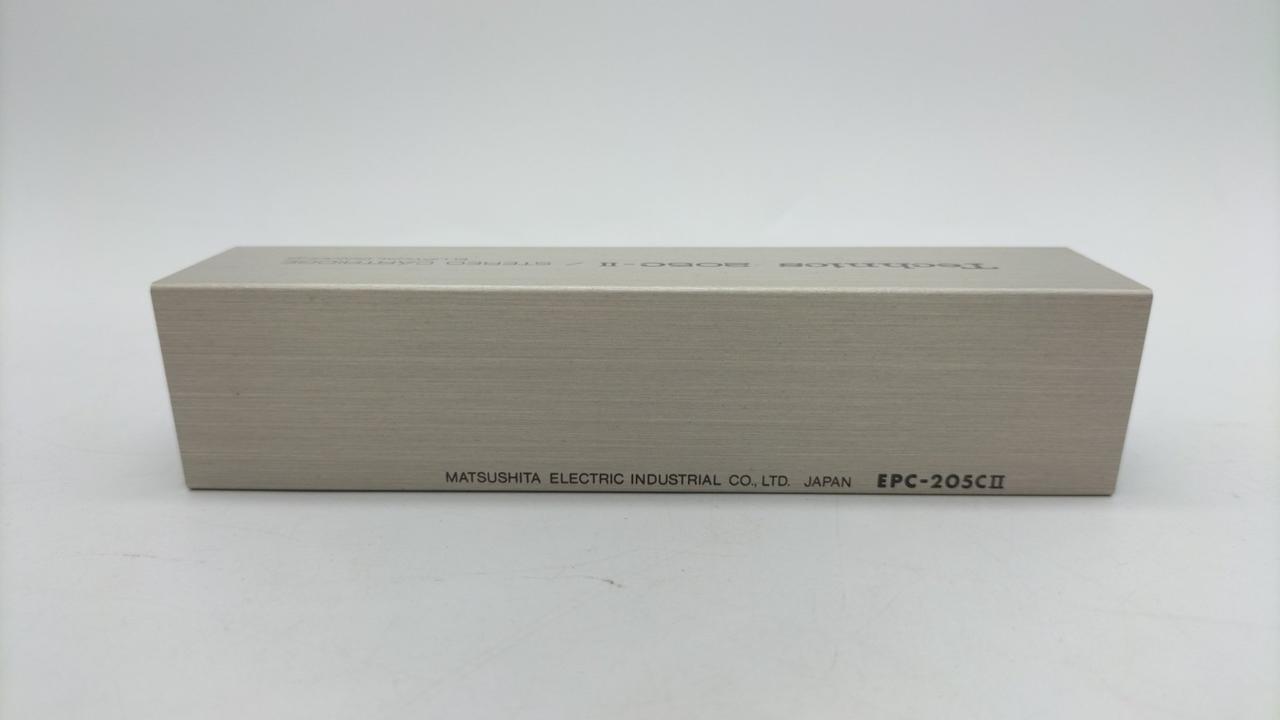 Technics 205C-II / STEREO CARTRIDGE
MATSUSHITA ELECTRIC INDUSTRIAL CO., LTD. JAPAN EPC-205CII